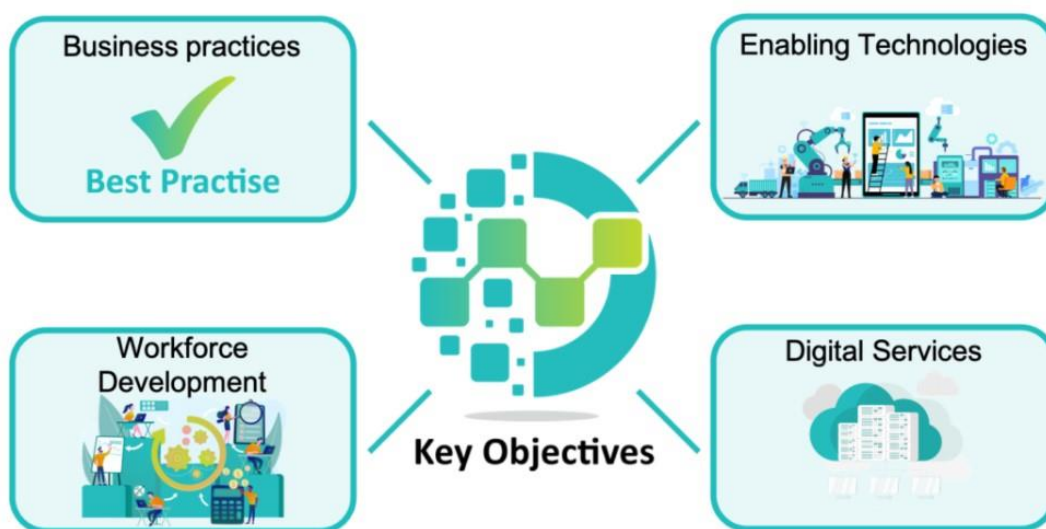 Business practices
Best Practise
Enabling Technologies
Workforce
Development
Digital Services
Key Objectives